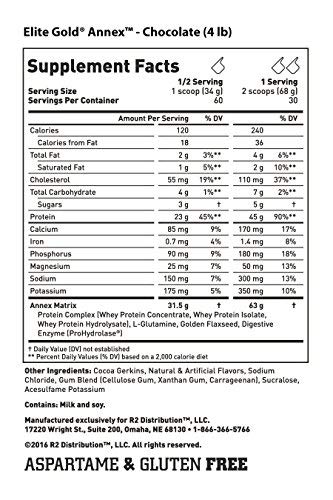 Elite Gold® Annex™ - Chocolate (4 lb)
Supplement Facts
1/2 Serving 1 Serving
Serving Size 1 scoop (34 g) 2 scoops (68 g)
Servings Per Container 60 30
Amount Per Serving % DV % DV
Calories 120 240
Calories from Fat 18 36
Total Fat 2 g 3%** 4 g 6%**
Saturated Fat 1 g 5%** 2 g 10%**
Cholesterol 55 mg 19%** 110 mg 37%**
Total Carbohydrate 4 g 1%** 7 g 2%**
Sugars 3 g † 5 g †
Protein 23 g 45%** 45 g 90%**
Calcium 85 mg 9% 170 mg 17%
Iron 0.7 mg 4% 1.4 mg 8%
Phosphorus 90 mg 9% 180 mg 18%
Magnesium 25 mg 7% 50 mg 13%
Sodium 150 mg 7% 300 mg 13%
Potassium 175 mg 5% 350 mg 10%
Annex Matrix 31.5 g † 63 g †
Protein Complex [Whey Protein Concentrate, Whey Protein Isolate,
Whey Protein Hydrolysate], L-Glutamine, Golden Flaxseed, Digestive
Enzyme (ProHydrolase®)
† Daily Value (DV) not established
** Percent Daily Values (% DV) based on a 2,000 calorie diet
Other Ingredients: Cocoa Gerkins, Natural & Artificial Flavors, Sodium
Chloride, Gum Blend (Cellulose Gum, Xanthan Gum, Carrageenan), Sucralose,
Acesulfame Potassium
Contains: Milk and soy.
Manufactured exclusively for R2 Distribution™, LLC.
17220 Wright St., Suite 200, Omaha, NE 68130 • 1-866-366-5766
©2016 R2 Distribution™, LLC. All rights reserved.
ASPARTAME & GLUTEN FREE